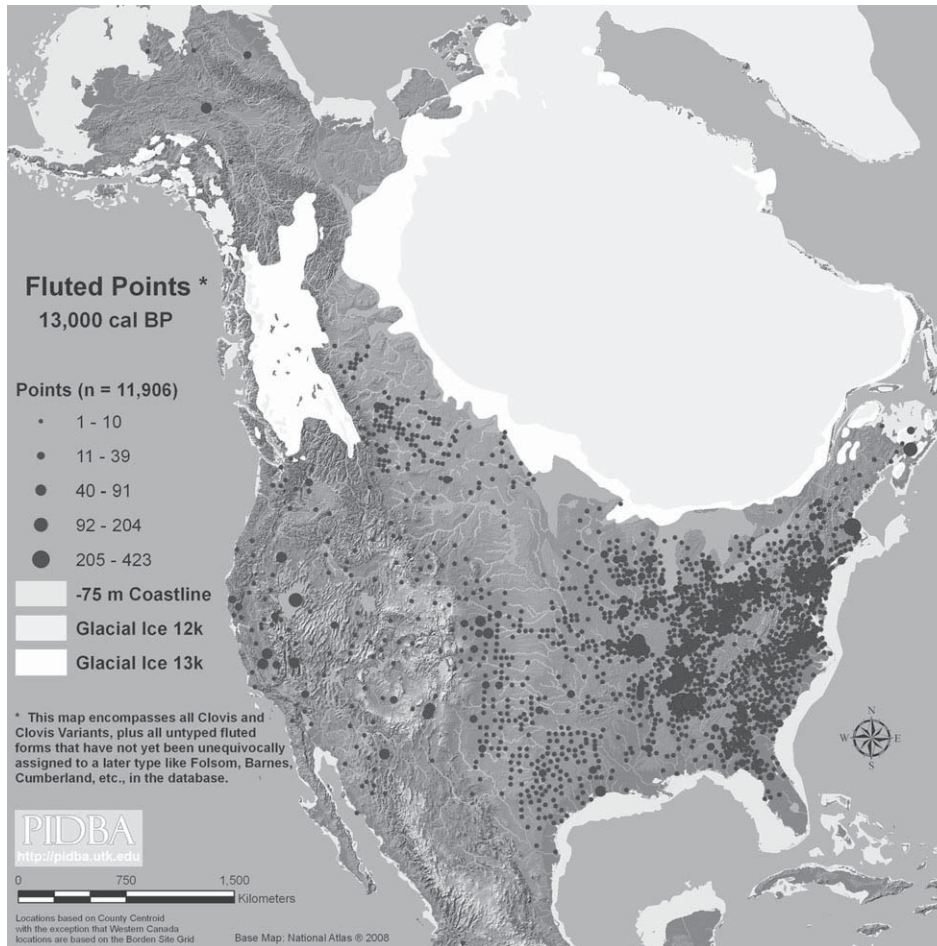 Fluted Points *
13,000 cal BP
Points (n = 11,906)
1 - 10
11 - 39
40 - 91
92 - 204
205 - 423
-75 m Coastline
Glacial Ice 12k
Glacial Ice 13k
* This map encompasses all Clovis and
Clovis Variants, plus all untyped fluted
forms that have not yet been unequivocally
assigned to a later type like Folsom, Barnes,
Cumberland, etc., in the database.
N
W E
S
PIDBA
http://pidba.utk.edu
0 750 1,500
Kilometers
Locations based on County Centroid
with the exception that Western Canada
locations are based on the Borden Site Grid
Base Map: National Atlas ® 2008